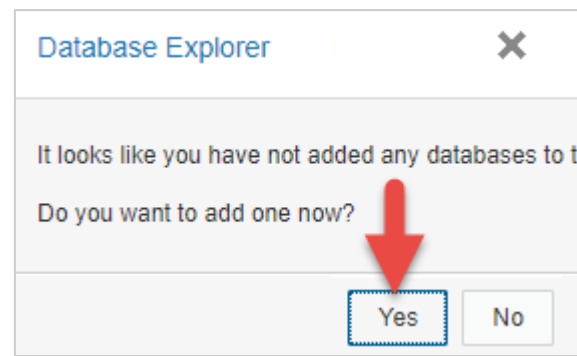 Database Explorer
It looks like you have not added any databases to
Do you want to add one now?
Yes
No